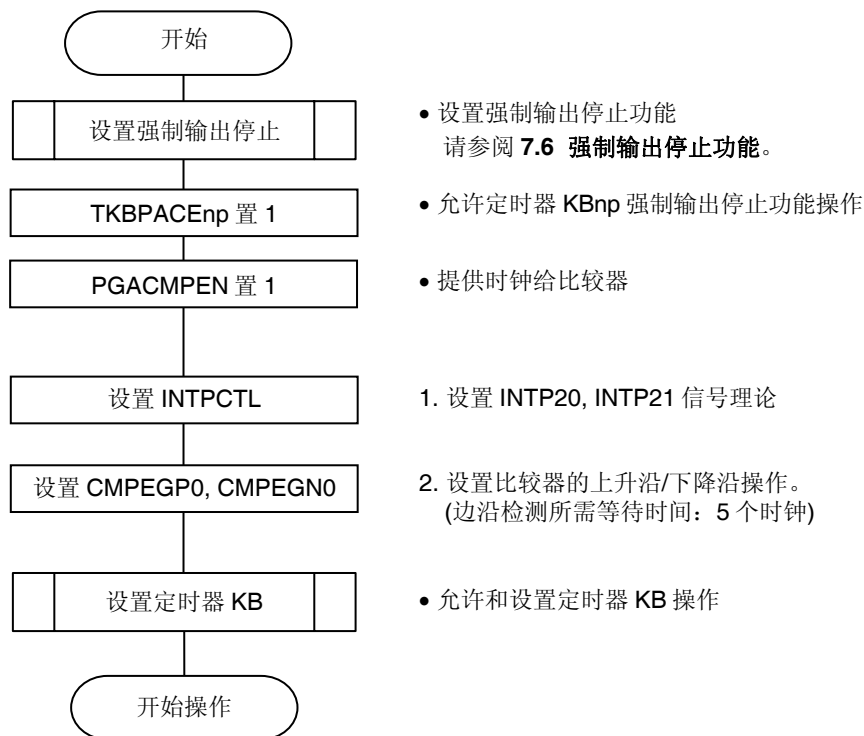 开始
设置强制输出停止
• 设置强制输出停止功能
请参阅 7.6 强制输出停止功能。
TKBPACEnp 置 1
• 允许定时器 KBnp 强制输出停止功能操作
PGACMPEN 置 1
• 提供时钟给比较器
设置 INTPCTL
1. 设置 INTP20, INTP21 信号理论
设置 CMPEGP0, CMPEGN0
2. 设置比较器的上升沿/下降沿操作。
(边沿检测所需等待时间：5 个时钟)
设置定时器 KB
• 允许和设置定时器 KB 操作
开始操作